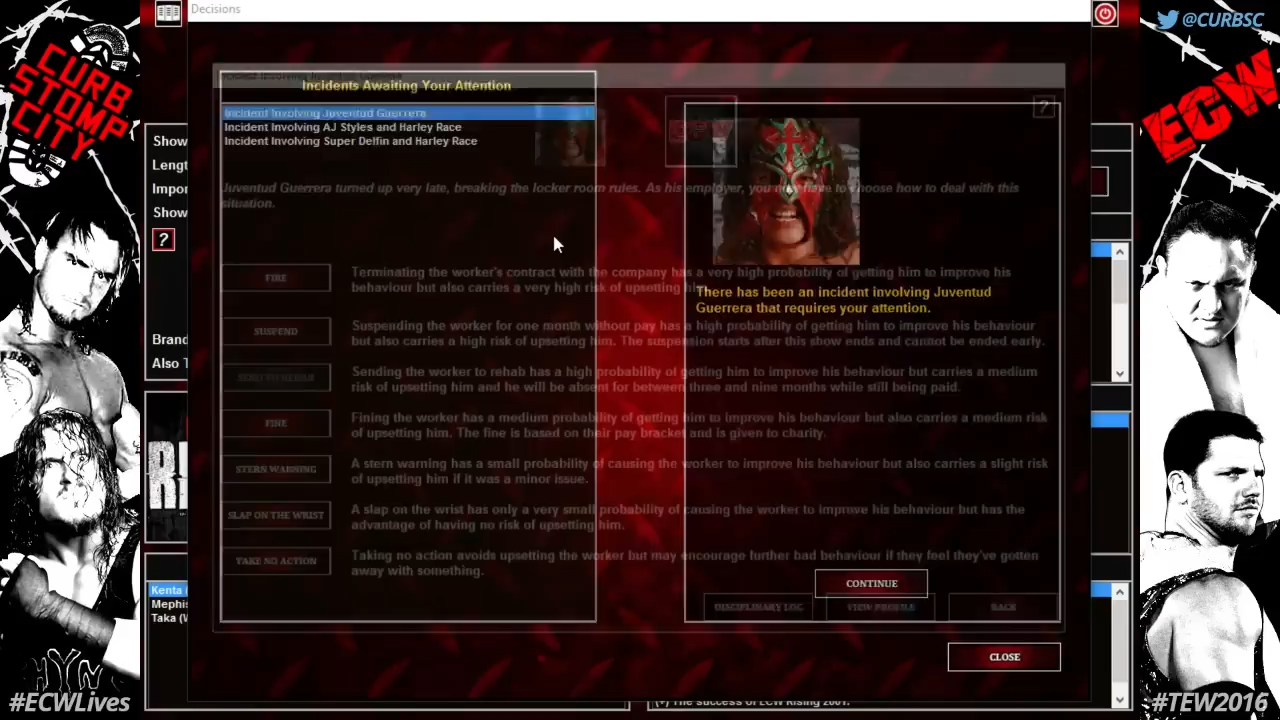 Decisions
@CURBSC
CURB
STOMP
CITY
ECW
Incidents Awaiting Your Attention
Incident Involving Juventud Guerrera
Incident Involving AJ Styles and Harley Race
Incident Involving Super Delfin and Harley Race
?
Show
Lengt
Impor
Show
?
Brand
Also T
Juventud Guerrera turned up very late, breaking the locker room rules. As his employer, you may have to choose how to deal with this
situation.
FIRE
Terminating the worker's contract with the company has a very high probability of getting him to improve his
behaviour but also carries a very high risk of upsetting him.
There has been an incident involving Juventud
Guerrera that requires your attention.
SUSPEND
Suspending the worker for one month without pay has a high probability of getting him to improve his behaviour
but also carries a high risk of upsetting him. The suspension starts after this show ends and cannot be ended early.
SEND TO REHAB
Sending the worker to rehab has a high probability of getting him to improve his behaviour but carries a medium
risk of upsetting him and he will be absent for between three and nine months while still being paid.
FINE
Fining the worker has a medium probability of getting him to improve his behaviour but also carries a medium risk
of upsetting him. The fine is based on their pay bracket and is given to charity.
STERN WARNING
A stern warning has a small probability of causing the worker to improve his behaviour but also carries a slight risk
of upsetting him if it was a minor issue.
SLAP ON THE WRIST
A slap on the wrist has only a very small probability of causing the worker to improve his behaviour but has the
advantage of having no risk of upsetting him.
TAKE NO ACTION
Taking no action avoids upsetting the worker but may encourage further bad behaviour if they feel they've gotten
away with something.
CONTINUE
DISCIPLINARY LOG
VIEW PROFILE
BACK
CLOSE
Kenta (
Mephis
Taka (W
(+) The success of ECW Rising 2001.
#ECWLives
#TEW2016